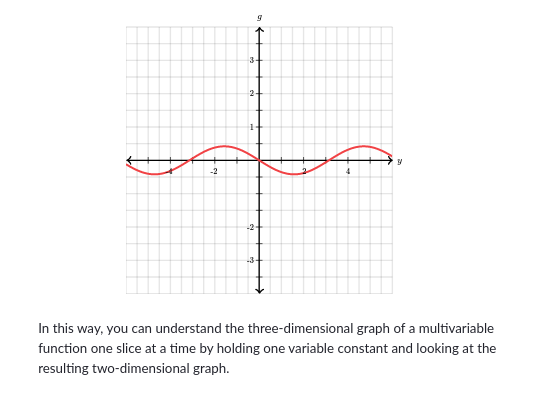 g
3
2
1
-4
-2
2
4
y
-2
-3
In this way, you can understand the three-dimensional graph of a multivariable
function one slice at a time by holding one variable constant and looking at the
resulting two-dimensional graph.